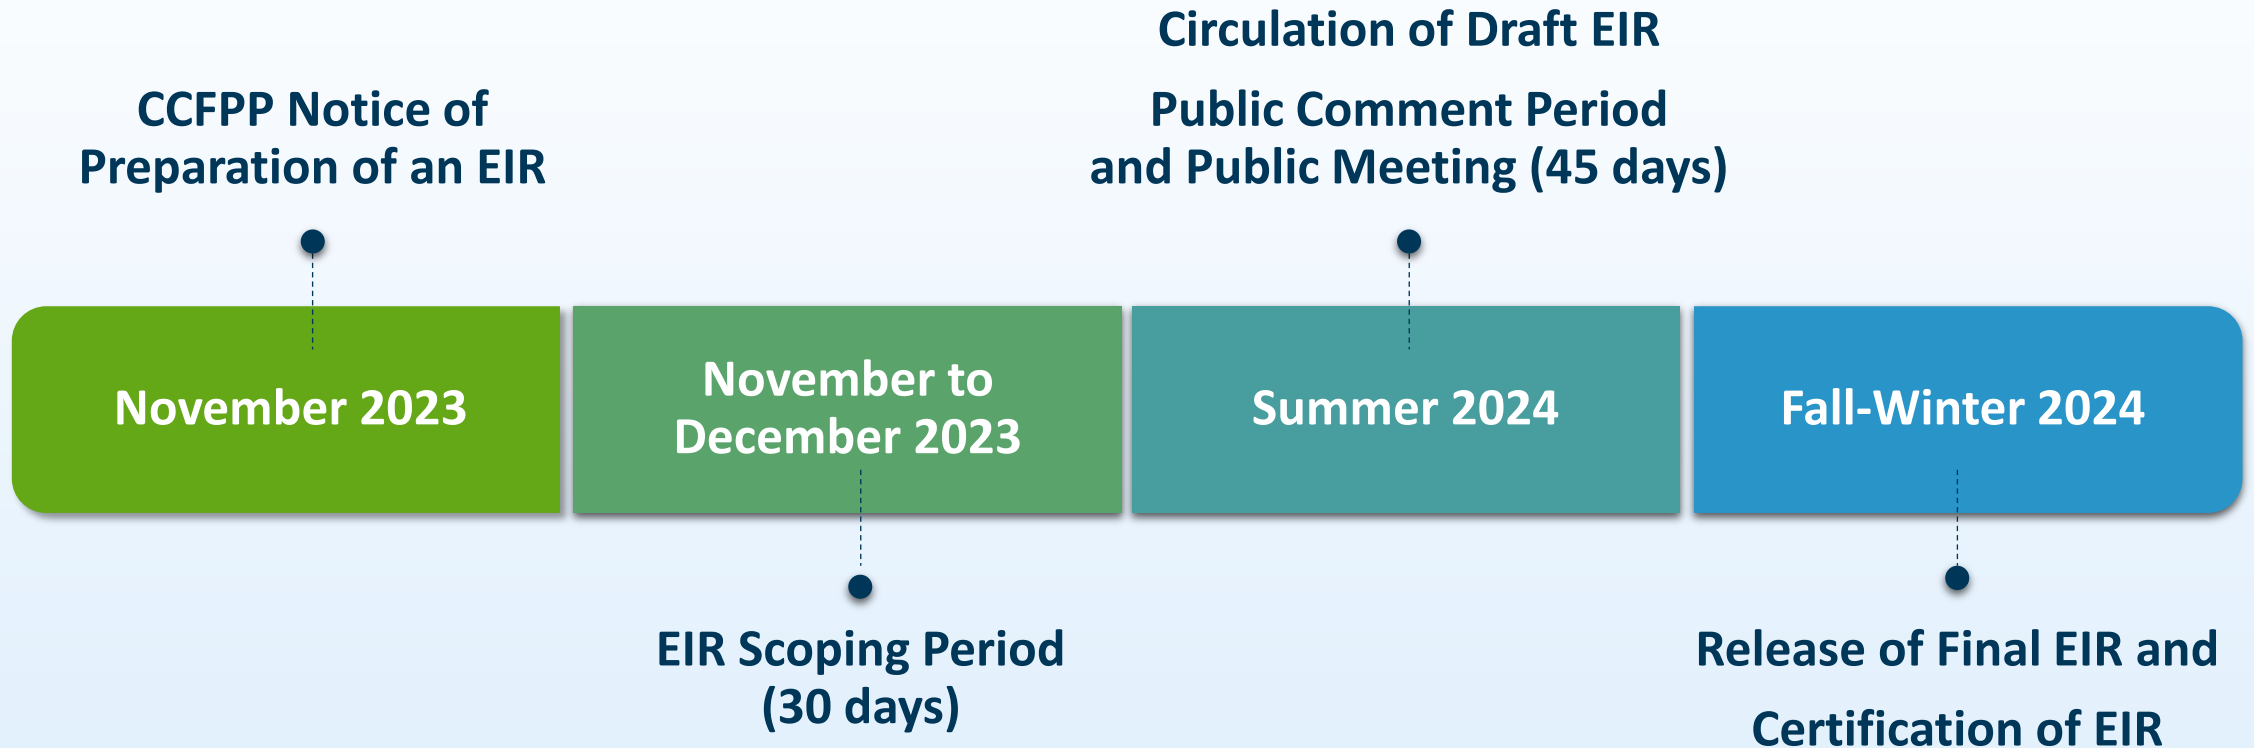 CCFPP Notice of
Preparation of an EIR
Circulation of Draft EIR
Public Comment Period
and Public Meeting (45 days)
November 2023
November to
December 2023
Summer 2024
Fall-Winter 2024
EIR Scoping Period
(30 days)
Release of Final EIR and
Certification of EIR